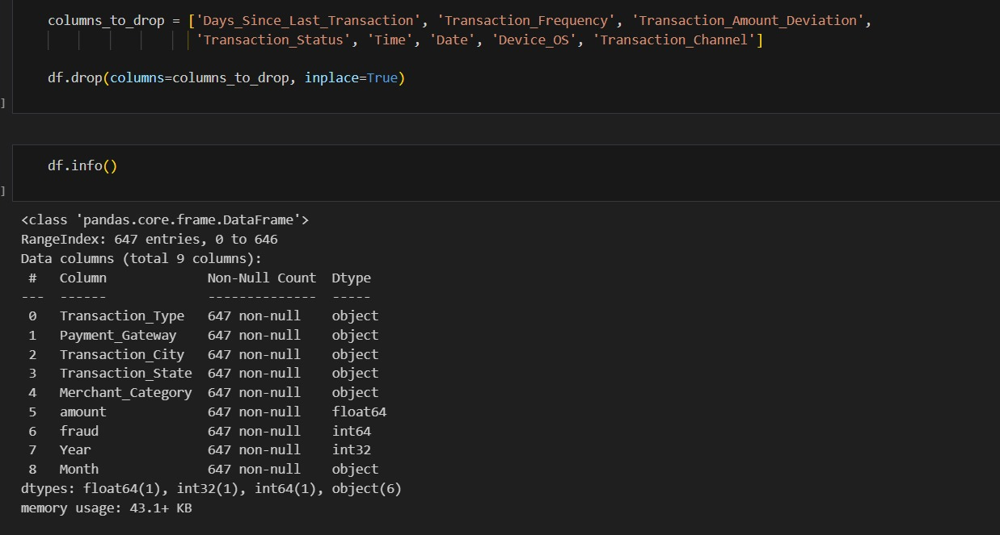 columns_to_drop = ['Days_Since_Last_Transaction', 'Transaction_Frequency', 'Transaction_Amount_Deviation',
'Transaction_Status', 'Time', 'Date', 'Device_OS', 'Transaction_Channel']
df.drop(columns=columns_to_drop, inplace=True)
]
df.info()
]
<class 'pandas.core.frame.DataFrame'>
RangeIndex: 647 entries, 0 to 646
Data columns (total 9 columns):
#   Column              Non-Null Count  Dtype
---  ------              --------------  -----
0   Transaction_Type    647 non-null    object
1   Payment_Gateway     647 non-null    object
2   Transaction_City    647 non-null    object
3   Transaction_State   647 non-null    object
4   Merchant_Category   647 non-null    object
5   amount              647 non-null    float64
6   fraud               647 non-null    int64
7   Year                647 non-null    int32
8   Month               647 non-null    object
dtypes: float64(1), int32(1), int64(1), object(6)
memory usage: 43.1+ KB